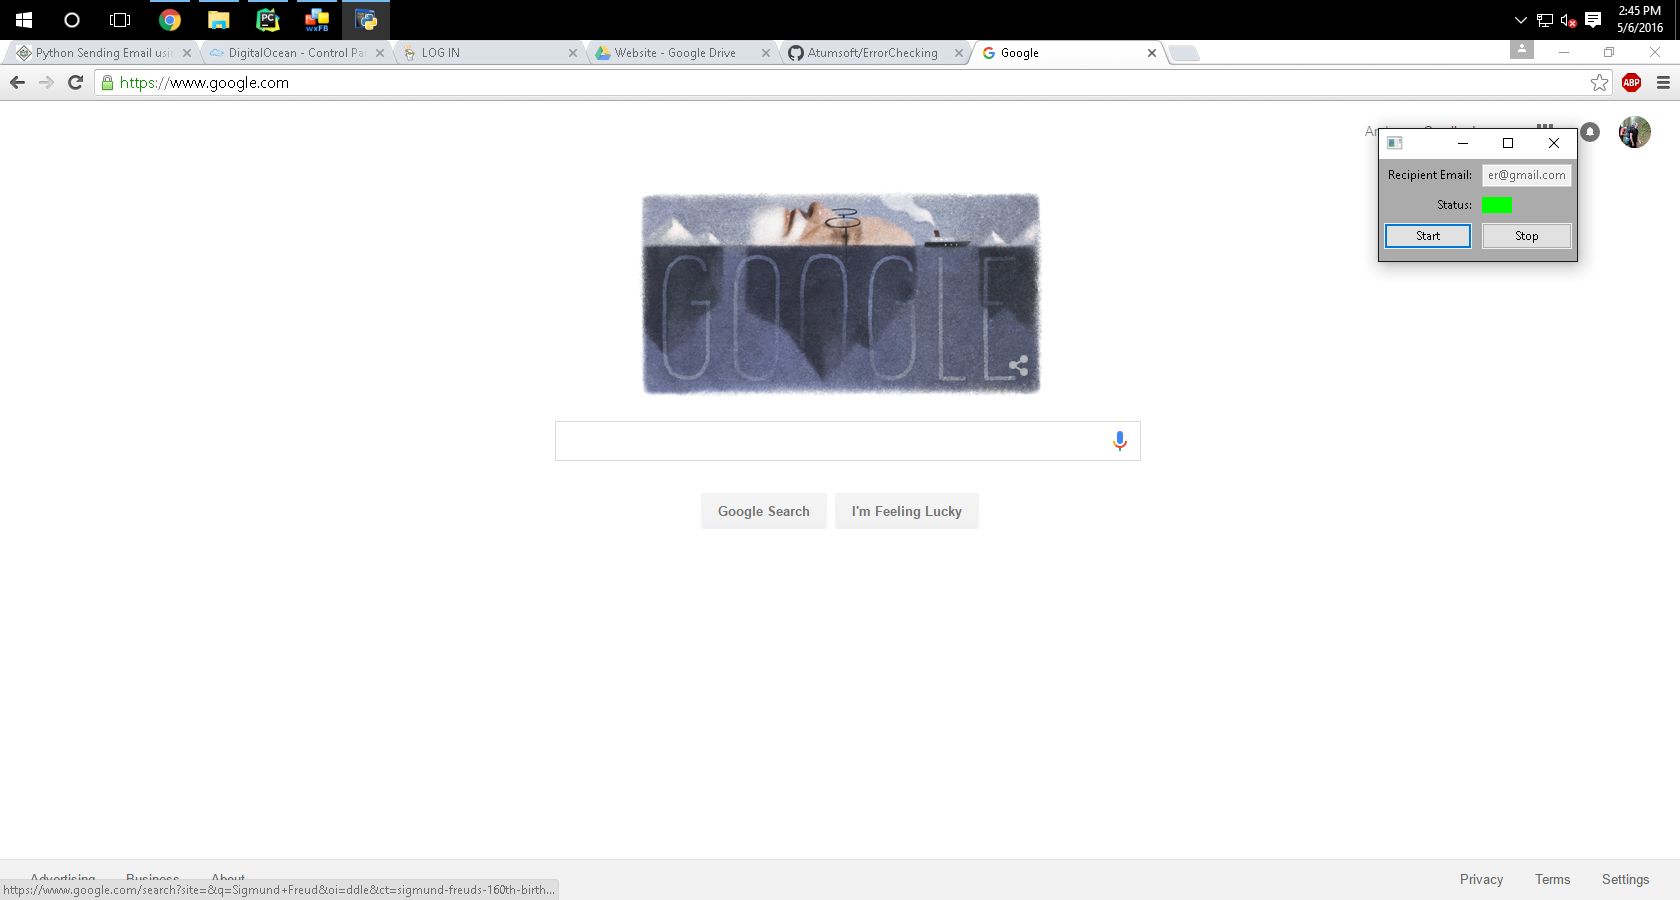 2:45 PM
5/6/2016
PC
wxFB
Python Sending Email usin
DigitalOcean - Control Pa
LOG IN
Website - Google Drive
Atumsoft/ErrorChecking
Google
https://www.google.com
ABP
Recipient Email: er@gmail.com
Status:
Start Stop
GOOGLE
Google Search I'm Feeling Lucky
Advertising Business About
Privacy Terms Settings
https://www.google.com/search?site=&q=Sigmund+Freud&oi=ddle&ct=sigmund-freuds-160th-birth...